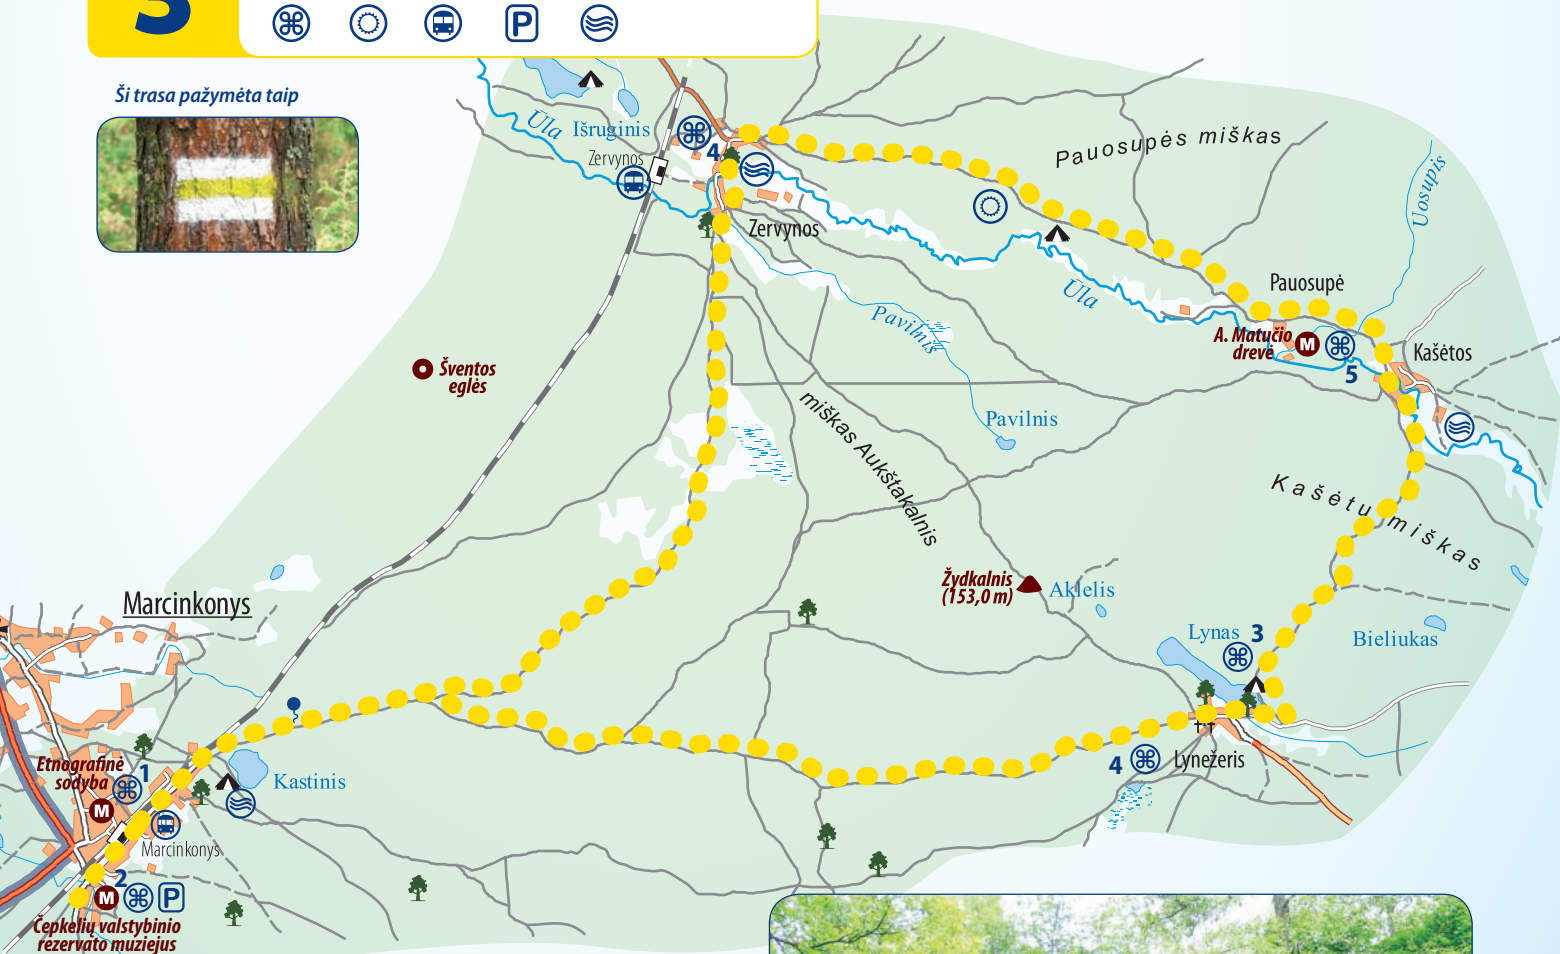 3
P
Ši trasa pažymėta taip
Ūla
Išruginis
Zervynos
4
Pauosupės miškas
Uosupis
Zervynos
Ūla
Pauosupė
Pavilnis
A. Matučio
drevė
M
5
Kašėtos
Šventos
eglės
miškas Aukštakalnis
Pavilnis
Kašėtų miškas
Žydkalnis
(153,0 m)
Aklelis
Marcinkonys
Lynas
3
Bieliukas
Etnografinė
sodyba
1
M
Kastinis
4
Lynežeris
Marcinkonys
2
M
P
Čepkelių valstybinio
rezervato muziejus